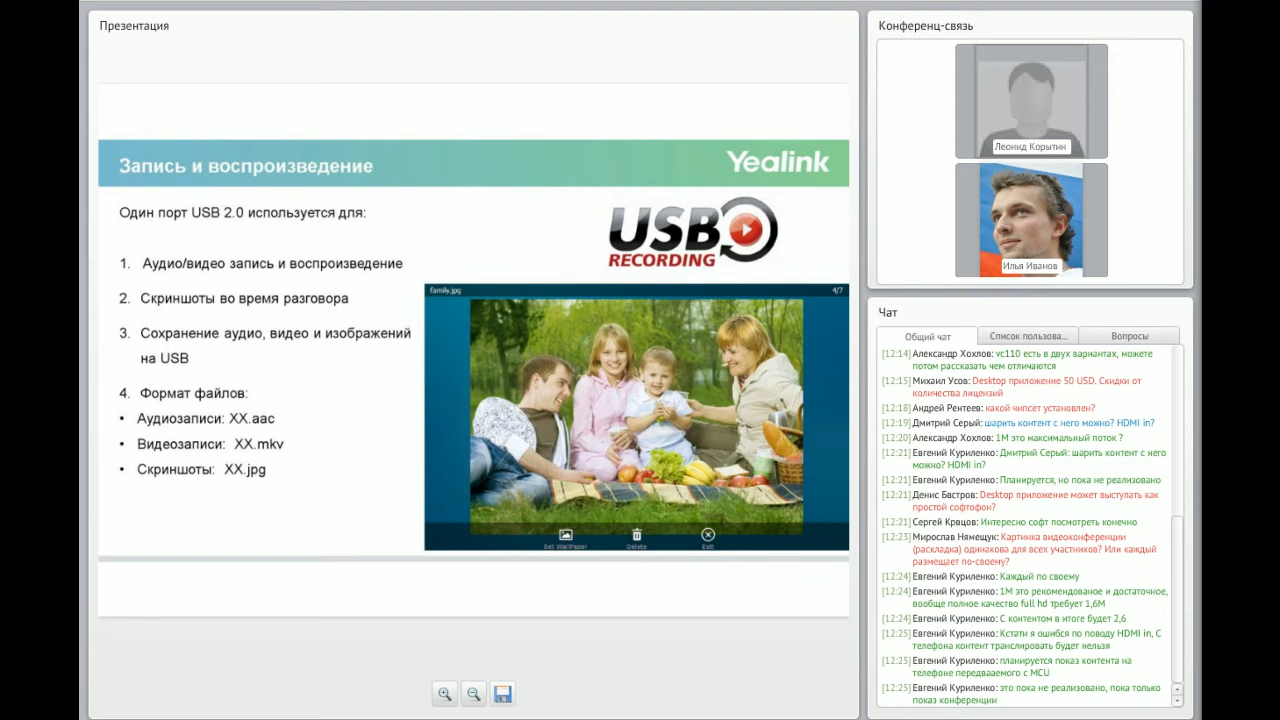 Презентация
Запись и воспроизведение
Yealink
Один порт USB 2.0 используется для:
1. Аудио/видео запись и воспроизведение
2. Скриншоты во время разговора
3. Сохранение аудио, видео и изображений
на USB
4. Формат файлов:
• Аудиозаписи: XX.aac
• Видеозаписи: XX.mkv
• Скриншоты: XX.jpg
USB
RECORDING
family.jpg
4/7
Set WallPaper
Delete
Exit
Конференц-связь
Леонид Корытин
Илья Иванов
Чат
Общий чат
Список пользова...
Вопросы
[12:14] Александр Хохлов: vc110 есть в двух вариантах, можете
потом рассказать чем отличаются
[12:15] Михаил Усов: Desktop приложение 50 USD. Скидки от
количества лицензий
[12:18] Андрей Рентеев: какой чипсет установлен?
[12:19] Дмитрий Серый: шарить контент с него можно? HDMI in?
[12:20] Александр Хохлов: 1М это максимальный поток ?
[12:21] Евгений Куриленко: Дмитрий Серый: шарить контент с него
можно? HDMI in?
[12:21] Евгений Куриленко: Планируется, но пока не реализовано
[12:21] Денис Бястров: Desktop приложение может выступать как
простой софтофон?
[12:21] Сергей Крвцов: Интересно софт посмотреть конечно
[12:23] Мирослав Нямещук: Картинка видеоконференции
(раскладка) одинакова для всех участников? Или каждый
размещает по-своему?
[12:24] Евгений Куриленко: Каждый по своему
[12:24] Евгений Куриленко: 1М это рекомендованое и достаточное,
вообще полное качество full hd требует 1,6М
[12:24] Евгений Куриленко: С контентом в итоге будет 2,6
[12:25] Евгений Куриленко: Кстати я ошибся по поводу HDMI in, С
телефона контент транслировать будет нельзя
[12:25] Евгений Куриленко: планируется показ контента на
телефоне передвааемого с MCU
[12:25] Евгений Куриленко: это пока не реализовано, пока только
показ конференции